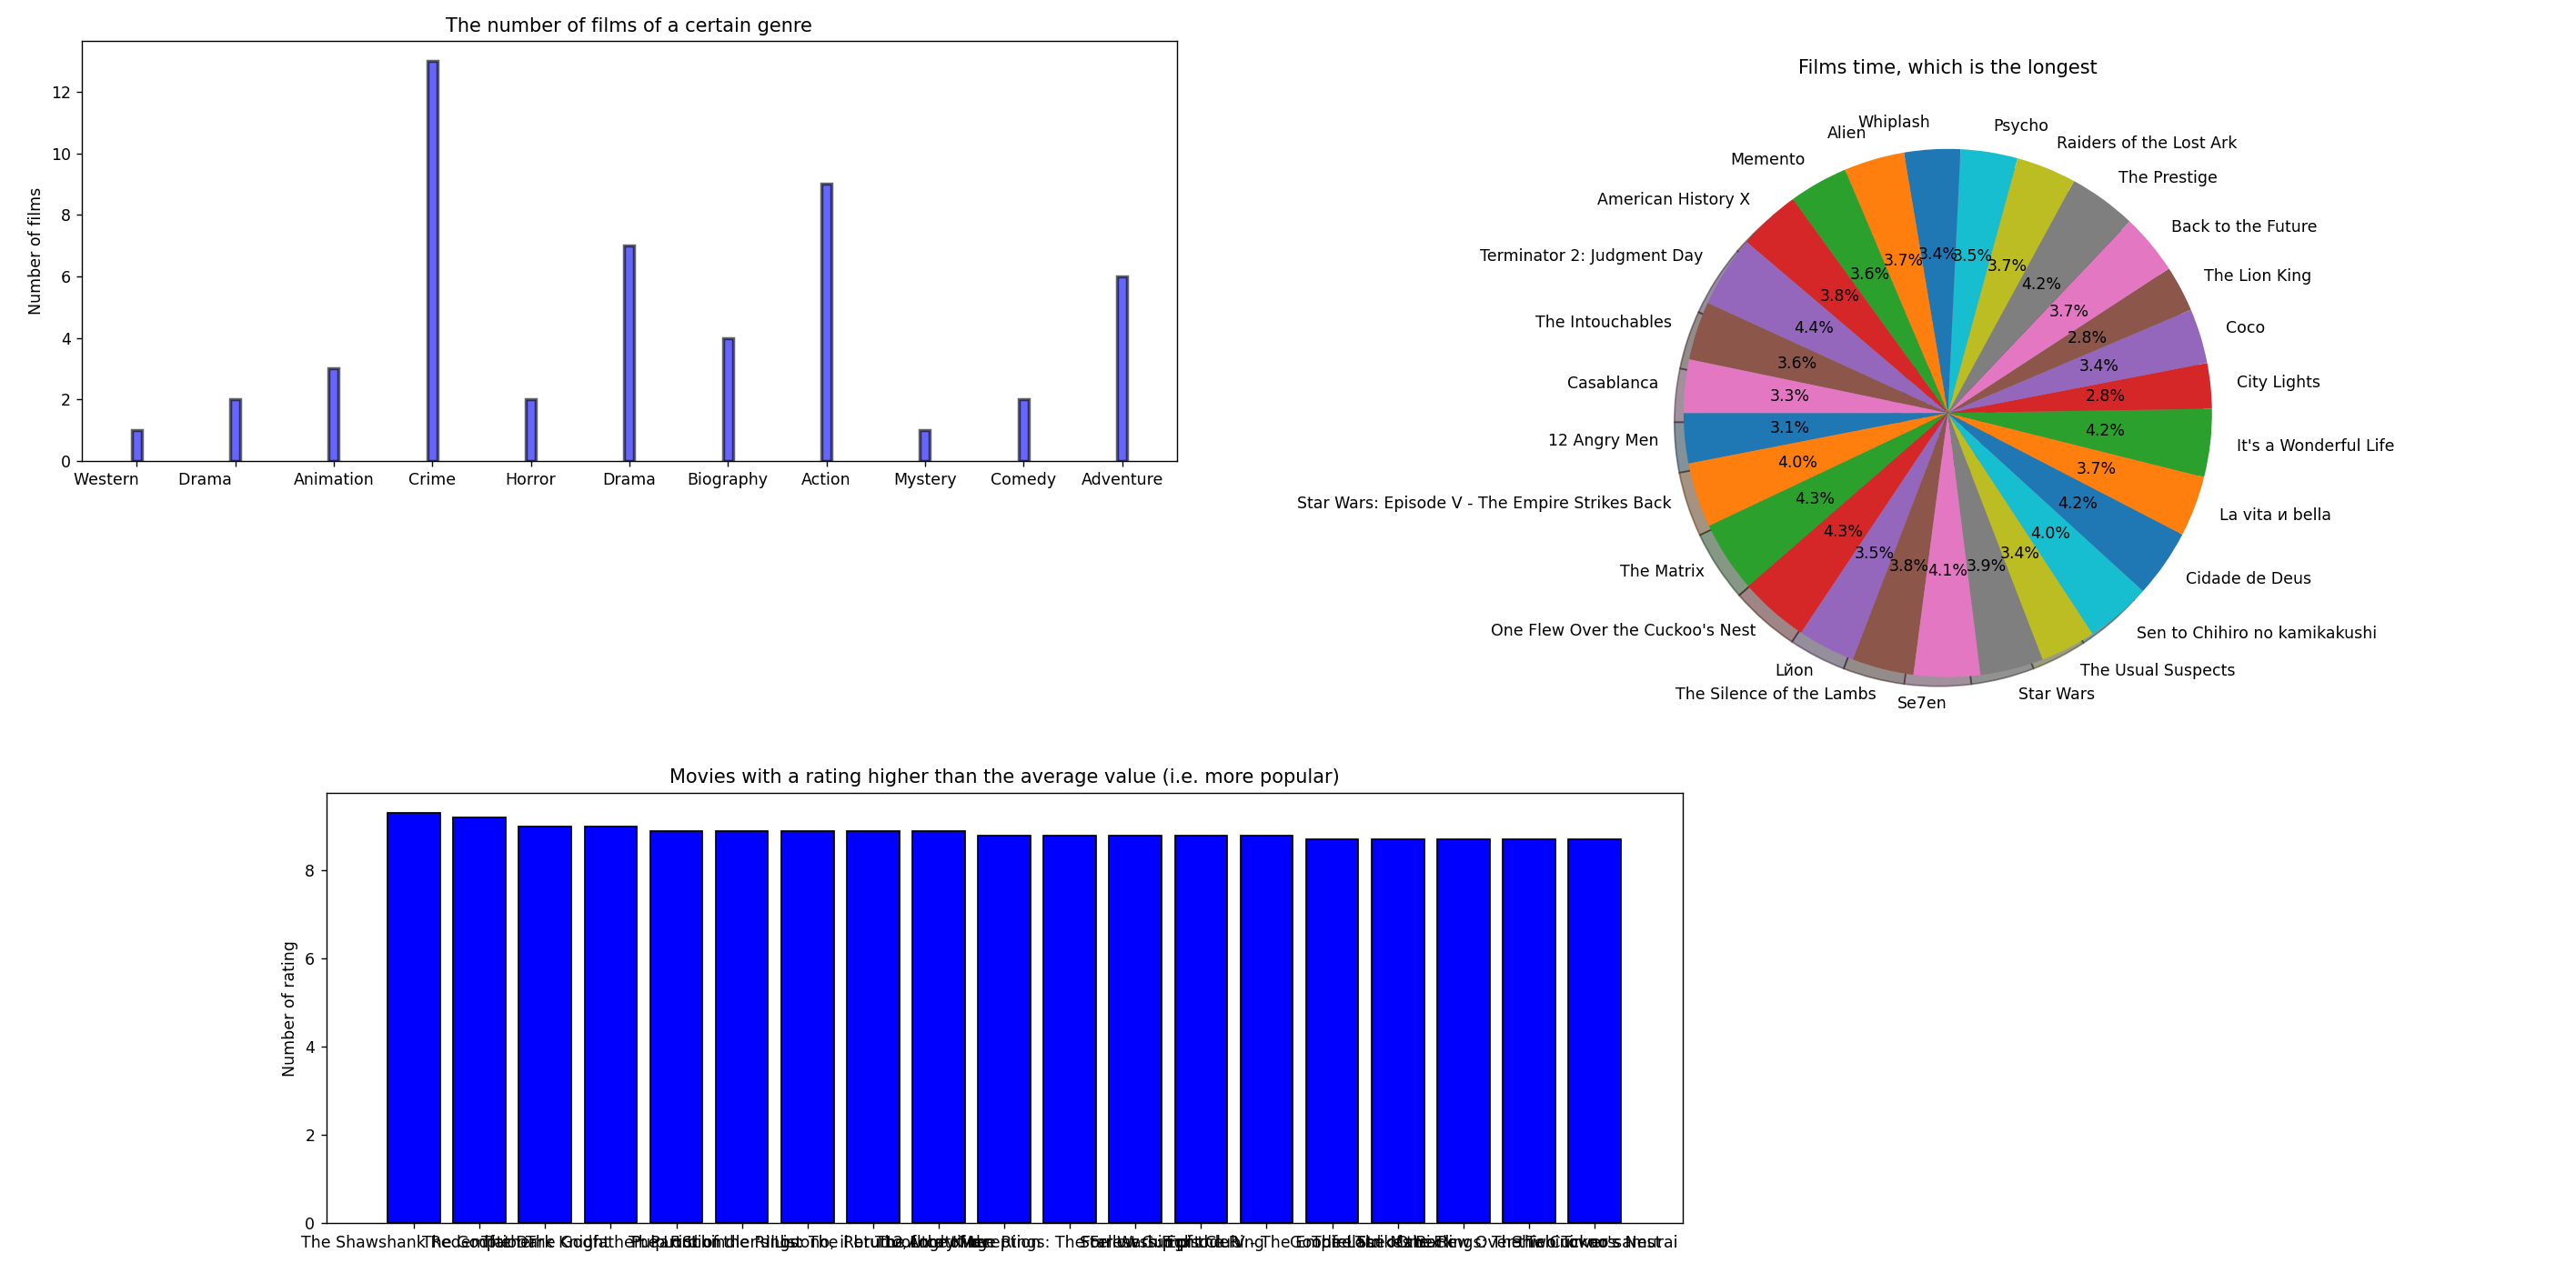 The number of films of a certain genre
Number of films
12
10
8
6
4
2
0
Western
Drama
Animation
Crime
Horror
Drama
Biography
Action
Mystery
Comedy
Adventure
Films time, which is the longest
Whiplash
Alien
Memento
American History X
Terminator 2: Judgment Day
The Intouchables
Casablanca
12 Angry Men
Star Wars: Episode V - The Empire Strikes Back
The Matrix
One Flew Over the Cuckoo's Nest
Lйon
The Silence of the Lambs
Se7en
Star Wars
The Usual Suspects
Sen to Chihiro no kamikakushi
Cidade de Deus
La vita и bella
It's a Wonderful Life
City Lights
Coco
The Lion King
Back to the Future
The Prestige
Raiders of the Lost Ark
Psycho
3.4%
3.7%
3.6%
3.8%
4.4%
3.6%
3.3%
3.1%
4.0%
4.3%
4.3%
3.5%
3.8%
4.1%
3.9%
3.4%
4.0%
4.2%
3.7%
4.2%
2.8%
3.4%
2.8%
3.7%
4.2%
3.7%
3.5%
Movies with a rating higher than the average value (i.e. more popular)
Number of rating
8
6
4
2
0
The Shawshank